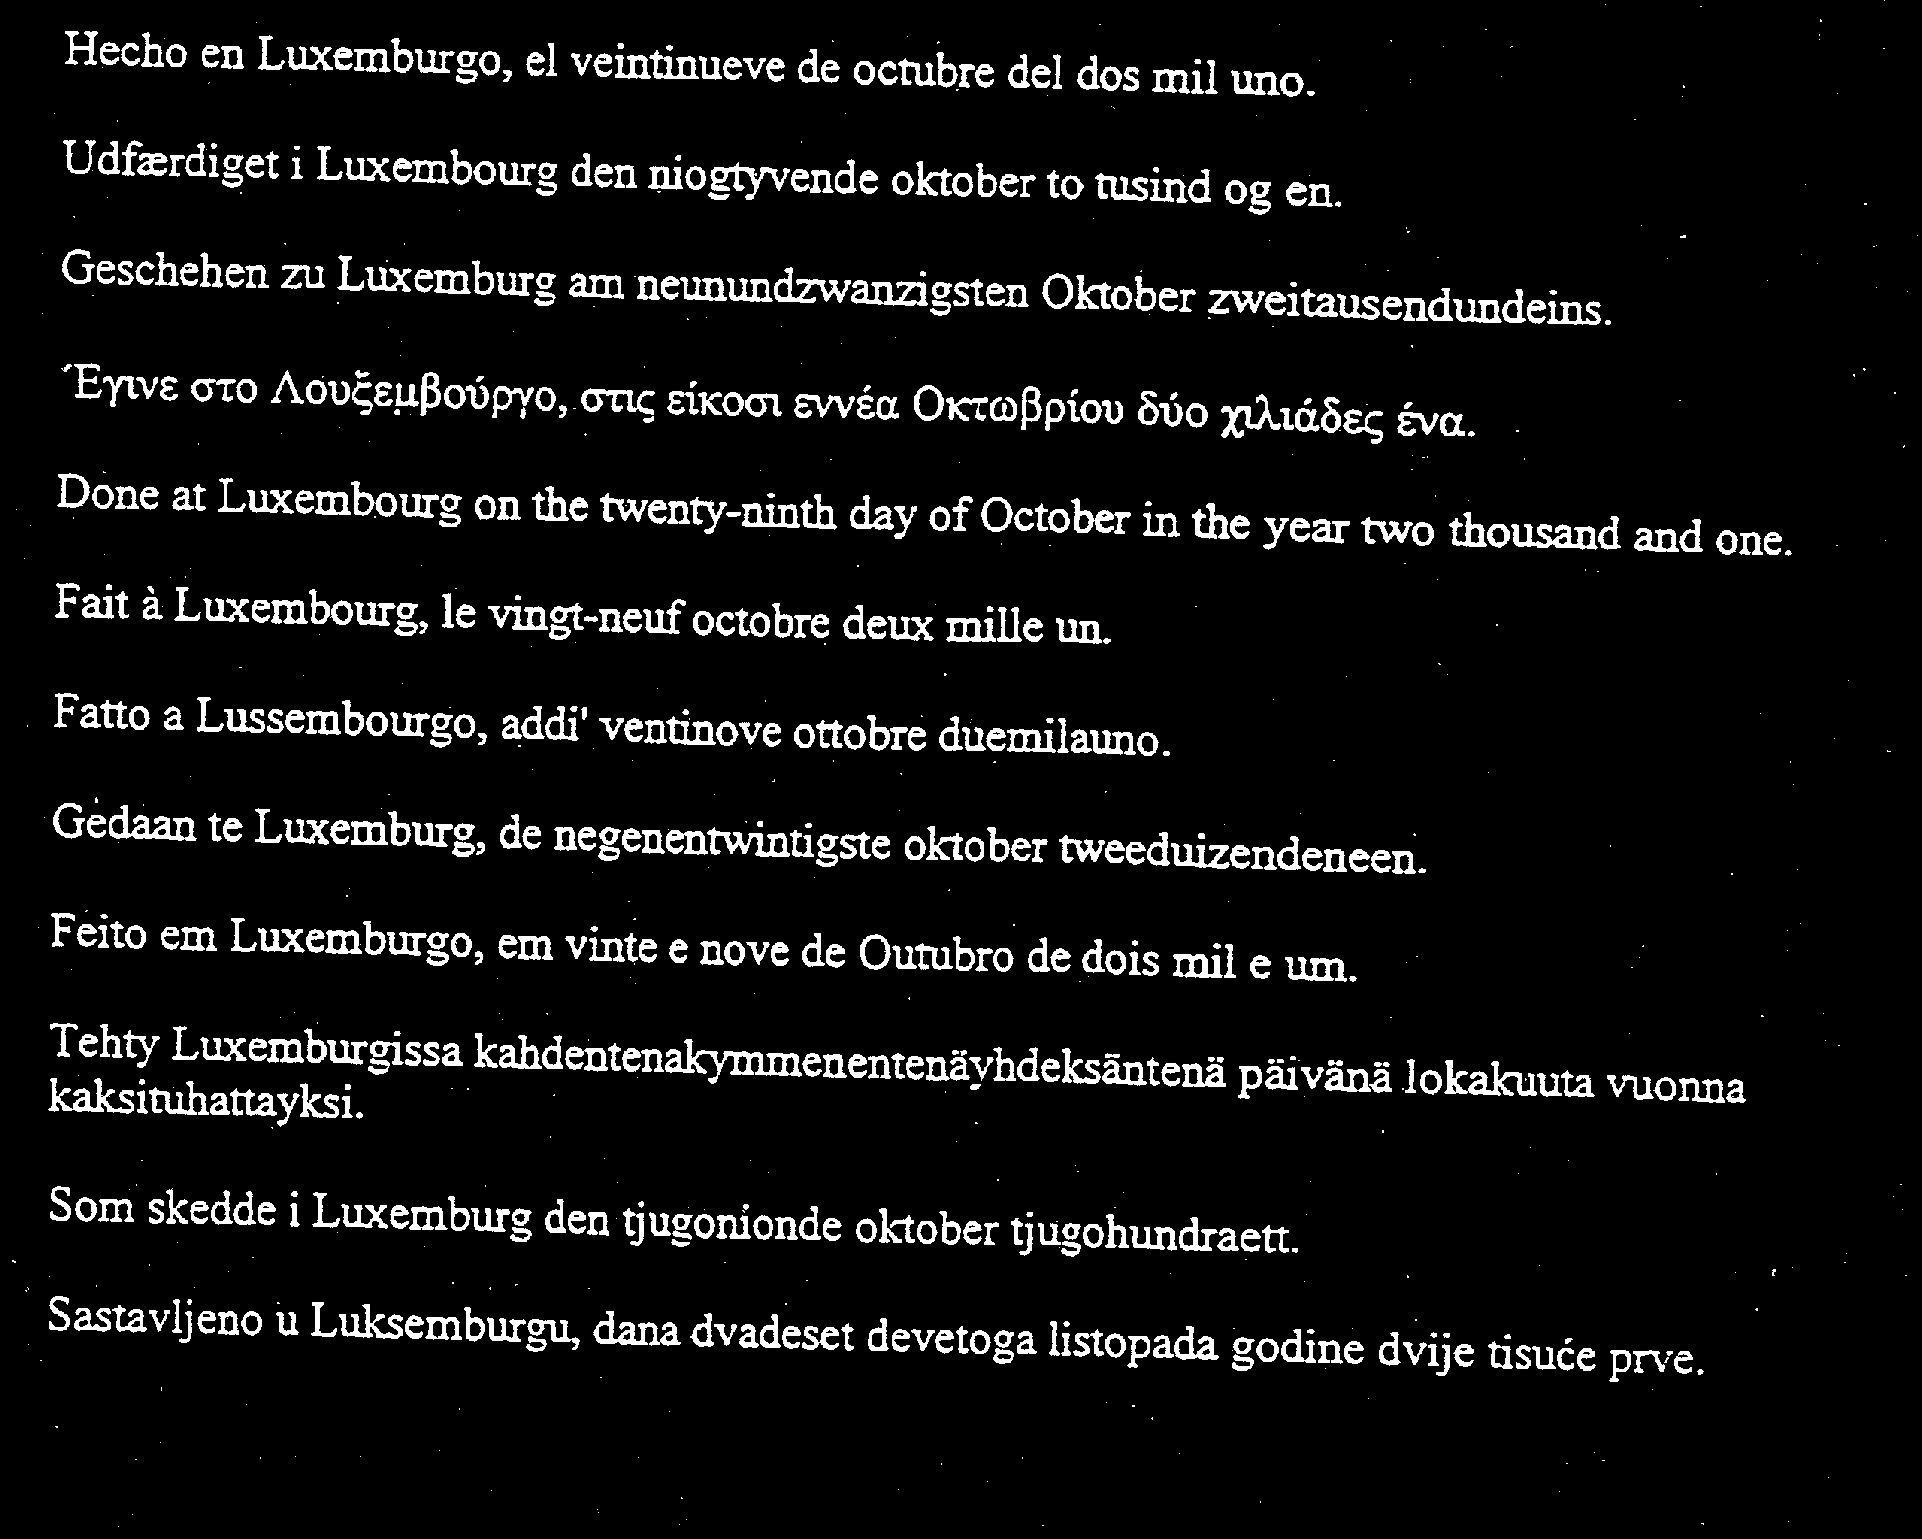 Hecho en Luxemburgo, el veintinueve de octubre del dos mil uno.
Udfærdiget i Luxembourg den niogtyvende oktober to tusind og en.
Geschehen zu Luxemburg am neunundzwanzigsten Oktober zweitausendundeins.
Έγινε στο Λουξεμβούργο, στις είκοσι εννέα Οκτωβρίου δύο χιλιάδες ένα.
Done at Luxembourg on the twenty-ninth day of October in the year two thousand and one.
Fait à Luxembourg, le vingt-neuf octobre deux mille un.
Fatto a Lussembourgo, addi' ventinove ottobre duemilauno.
Gedaan te Luxemburg, de negenentwintigste oktober tweeduizendeneen.
Feito em Luxemburgo, em vinte e nove de Outubro de dois mil e um.
Tehty Luxemburgissa kahdentenakymmenentenäyhdeksäntenä päivänä lokakuuta vuonna
kaksituhattayksi.
Som skedde i Luxemburg den tjugonionde oktober tjugohundraett.
Sastavljeno u Luksemburgu, dana dvadeset devetoga listopada godine dvije tisuće prve.